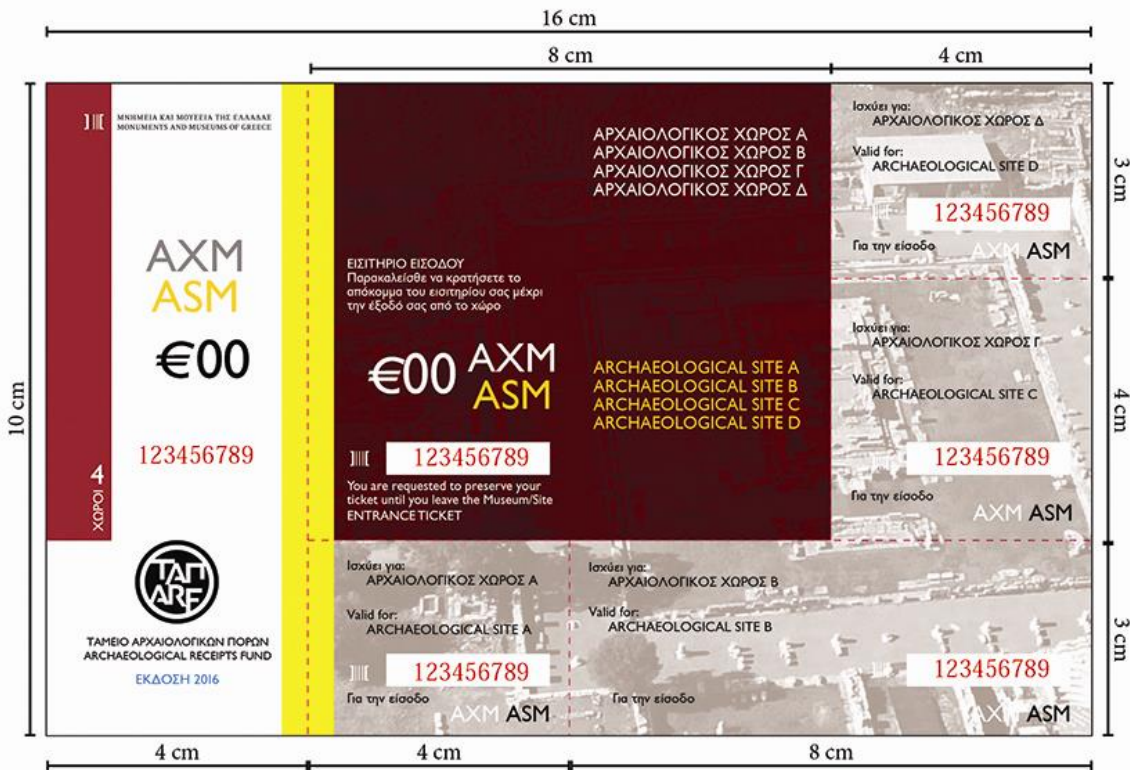 16 cm
8 cm
4 cm
10 cm
3 cm
4 cm
3 cm
ΜΝΗΜΕΙΑ ΚΑΙ ΜΟΥΣΕΙΑ ΤΗΣ ΕΛΛΑΔΑΣ
MONUMENTS AND MUSEUMS OF GREECE
ΑΧΜ
ASM
€00
123456789
ΧΩΡΟΙ 4
ΤΑΠ
ARF
ΤΑΜΕΙΟ ΑΡΧΑΙΟΛΟΓΙΚΩΝ ΠΟΡΩΝ
ARCHAEOLOGICAL RECEIPTS FUND
ΕΚΔΟΣΗ 2016
ΑΡΧΑΙΟΛΟΓΙΚΟΣ ΧΩΡΟΣ Α
ΑΡΧΑΙΟΛΟΓΙΚΟΣ ΧΩΡΟΣ Β
ΑΡΧΑΙΟΛΟΓΙΚΟΣ ΧΩΡΟΣ Γ
ΑΡΧΑΙΟΛΟΓΙΚΟΣ ΧΩΡΟΣ Δ
ΕΙΣΙΤΗΡΙΟ ΕΙΣΟΔΟΥ
Παρακαλείσθε να κρατήσετε το
απόκομμα του εισιτηρίου σας μέχρι
την έξοδό σας από το χώρο
€00 ΑΧΜ
ASM
ARCHAEOLOGICAL SITE A
ARCHAEOLOGICAL SITE B
ARCHAEOLOGICAL SITE C
ARCHAEOLOGICAL SITE D
123456789
You are requested to preserve your
ticket until you leave the Museum/Site
ENTRANCE TICKET
Ισχύει για:
ΑΡΧΑΙΟΛΟΓΙΚΟΣ ΧΩΡΟΣ Δ
Valid for:
ARCHAEOLOGICAL SITE D
123456789
Για την είσοδο
ΑΧΜ ASM
Ισχύει για:
ΑΡΧΑΙΟΛΟΓΙΚΟΣ ΧΩΡΟΣ Γ
Valid for:
ARCHAEOLOGICAL SITE C
123456789
Για την είσοδο
ΑΧΜ ASM
Ισχύει για:
ΑΡΧΑΙΟΛΟΓΙΚΟΣ ΧΩΡΟΣ Α
Valid for:
ARCHAEOLOGICAL SITE A
123456789
Για την είσοδο
ΑΧΜ ASM
Ισχύει για:
ΑΡΧΑΙΟΛΟΓΙΚΟΣ ΧΩΡΟΣ Β
Valid for:
ARCHAEOLOGICAL SITE B
123456789
Για την είσοδο
ΑΧΜ ASM
4 cm
4 cm
8 cm